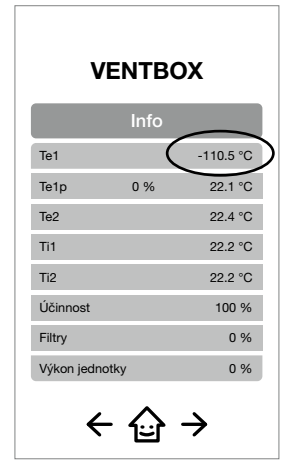 VENTBOX
Info
Te1 -110.5 °C
Te1p 0 % 22.1 °C
Te2 22.4 °C
Ti1 22.2 °C
Ti2 22.2 °C
Účinnost 100 %
Filtry 0 %
Výkon jednotky 0 %